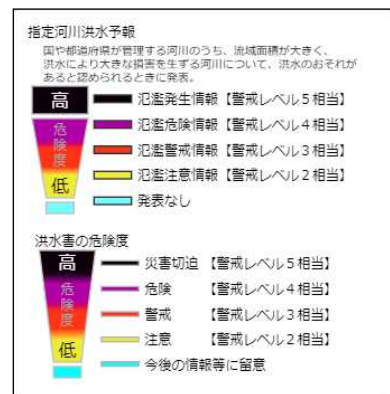 指定河川洪水予報
国や都道府県が管理する河川のうち、流域面積が大きく、
洪水により大きな損害を生ずる河川について、洪水のおそれが
あると認められるときに発表。
高
危険度
低
氾濫発生情報【警戒レベル5相当】
氾濫危険情報【警戒レベル4相当】
氾濫警戒情報【警戒レベル3相当】
氾濫注意情報【警戒レベル2相当】
発表なし
洪水害の危険度
高
危険度
低
災害切迫 【警戒レベル5相当】
危険 【警戒レベル4相当】
警戒 【警戒レベル3相当】
注意 【警戒レベル2相当】
今後の情報等に留意